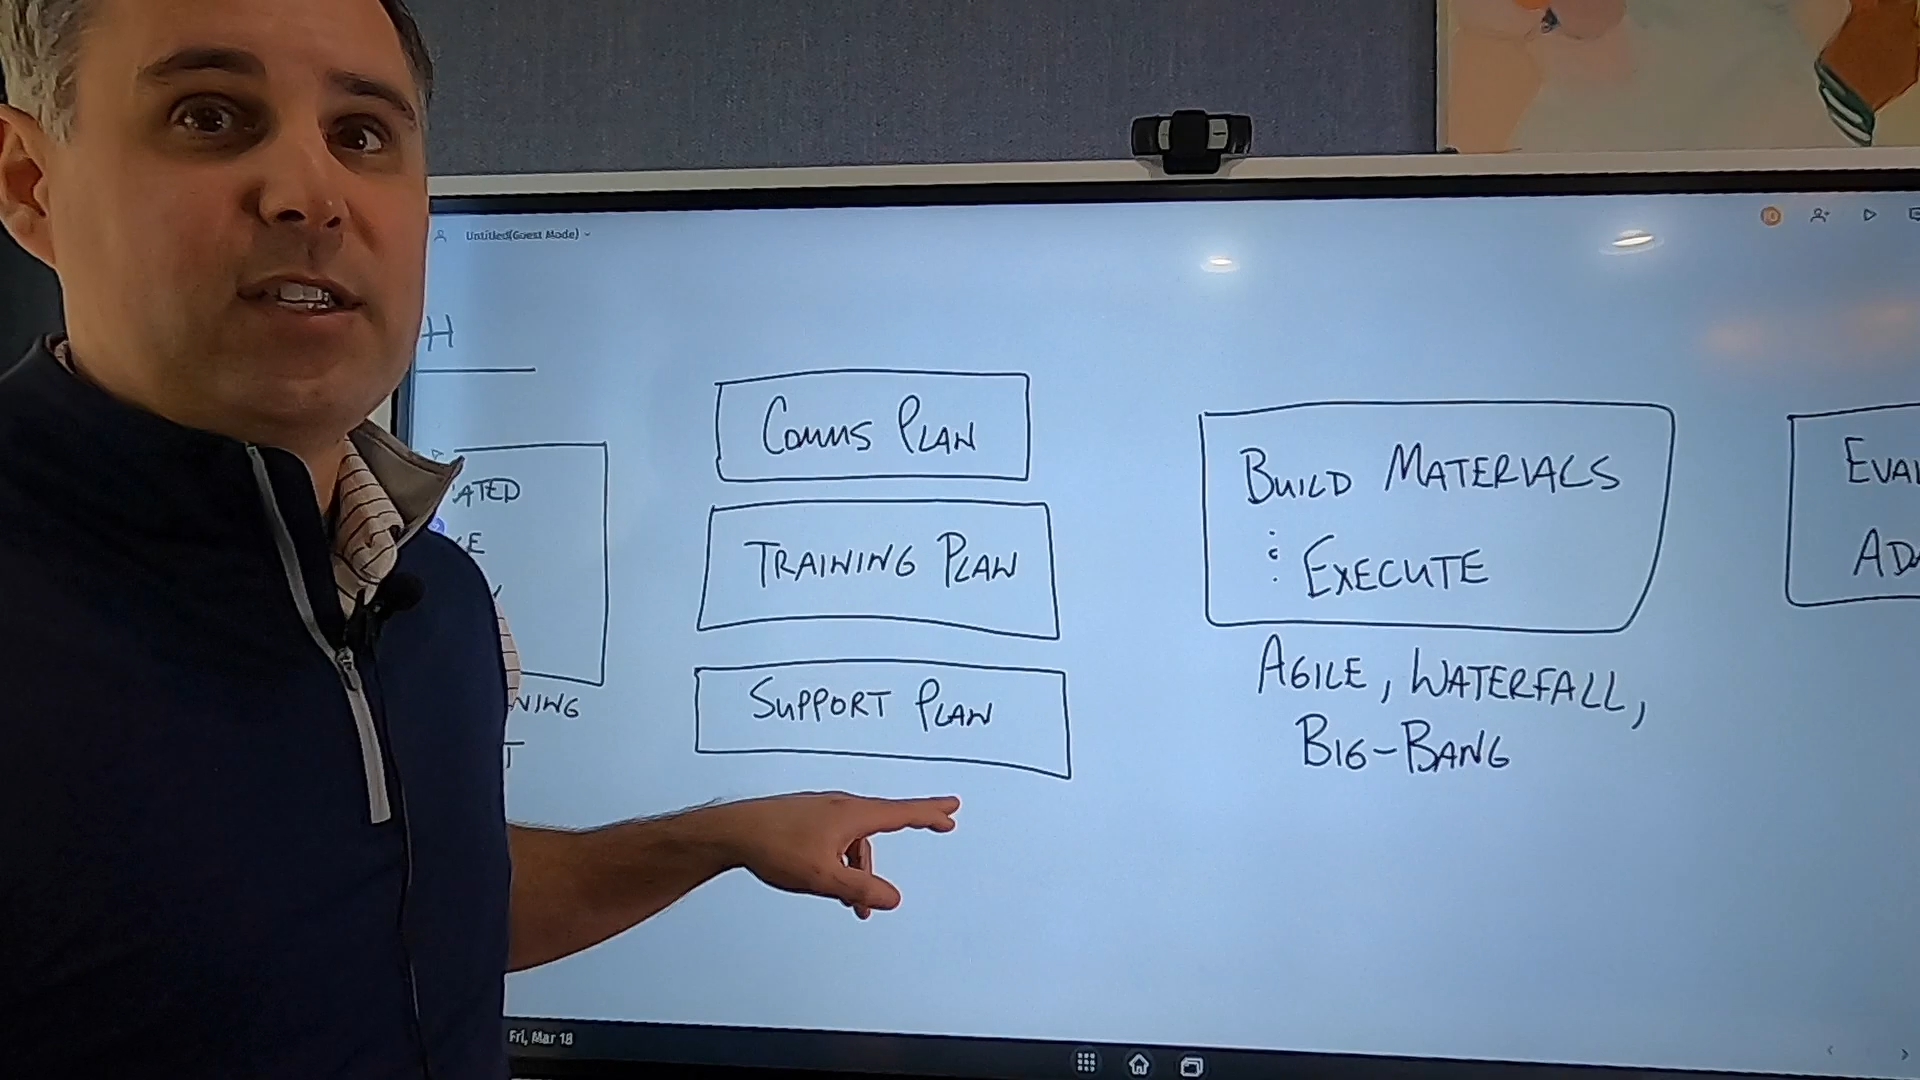 Untitled(Guest Mode)
H
COMMS PLAN
TRAINING PLAN
SUPPORT PLAN
BUILD MATERIALS
: EXECUTE
AGILE, WATERFALL,
BIG-BANG
Fri, Mar 18